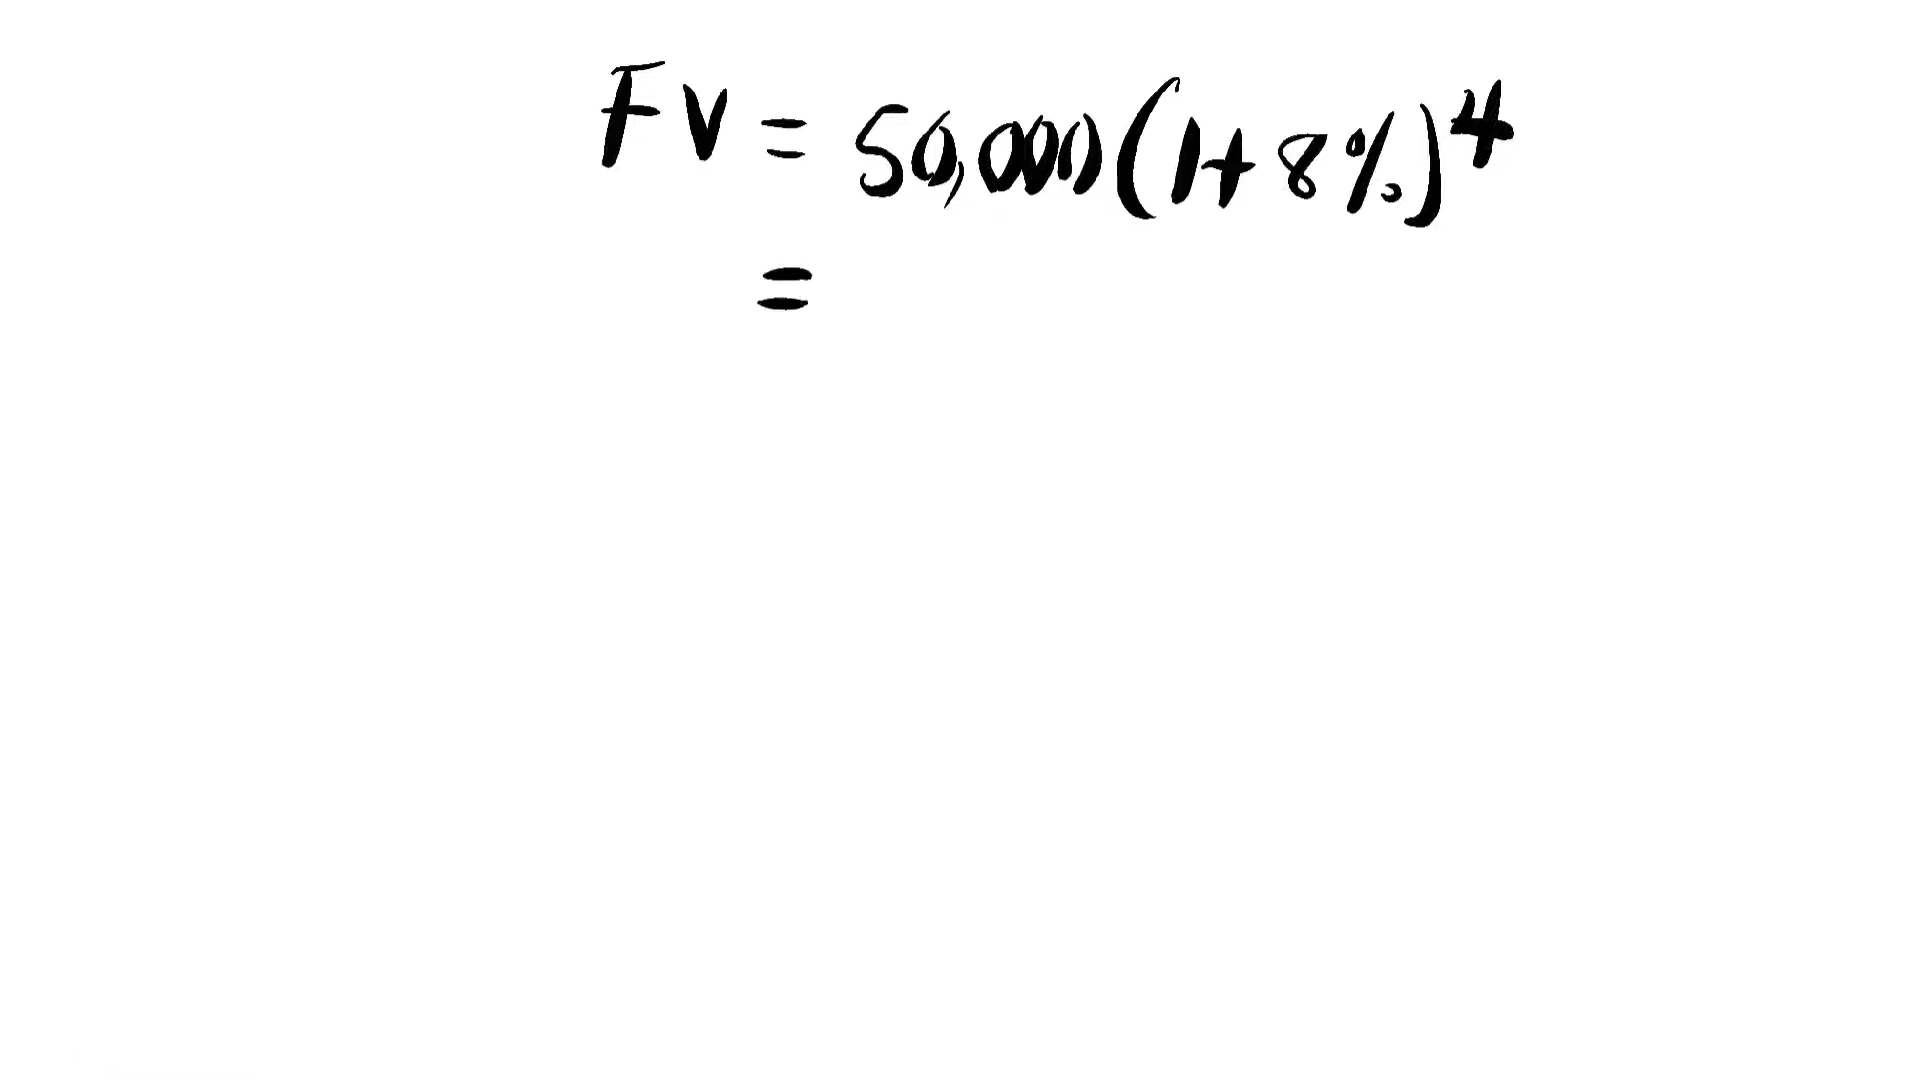 FV = 50,000(1+8%)⁴
=